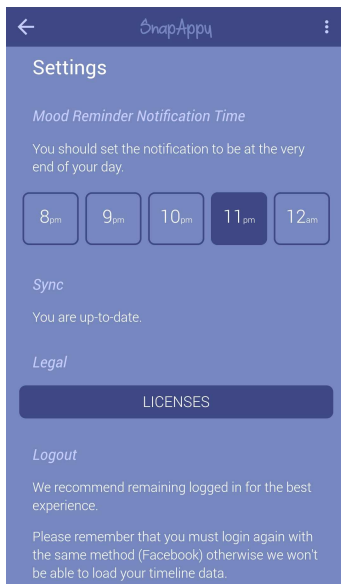 SnapAppy
Settings
Mood Reminder Notification Time
You should set the notification to be at the very
end of your day.
8pm 9pm 10pm 11pm 12am
Sync
You are up-to-date.
Legal
LICENSES
Logout
We recommend remaining logged in for the best
experience.
Please remember that you must login again with
the same method (Facebook) otherwise we won't
be able to load your timeline data.